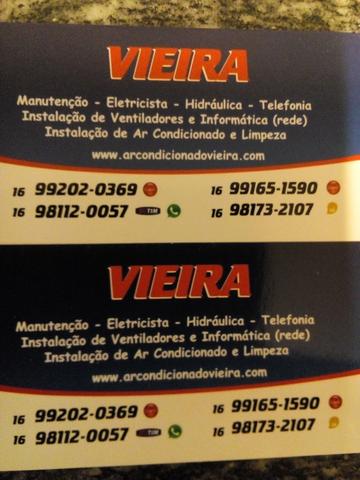 VIEIRA
Manutenção - Eletricista - Hidráulica - Telefonia
Instalação de Ventiladores e Informática (rede)
Instalação de Ar Condicionado e Limpeza
www.arcondicionadovieira.com
16 99202-0369 16 99165-1590
16 98112-0057 TIM 16 98173-2107
VIEIRA
Manutenção - Eletricista - Hidráulica - Telefonia
Instalação de Ventiladores e Informática (rede)
Instalação de Ar Condicionado e Limpeza
www.arcondicionadovieira.com
16 99202-0369 16 99165-1590
16 98112-0057 TIM 16 98173-2107